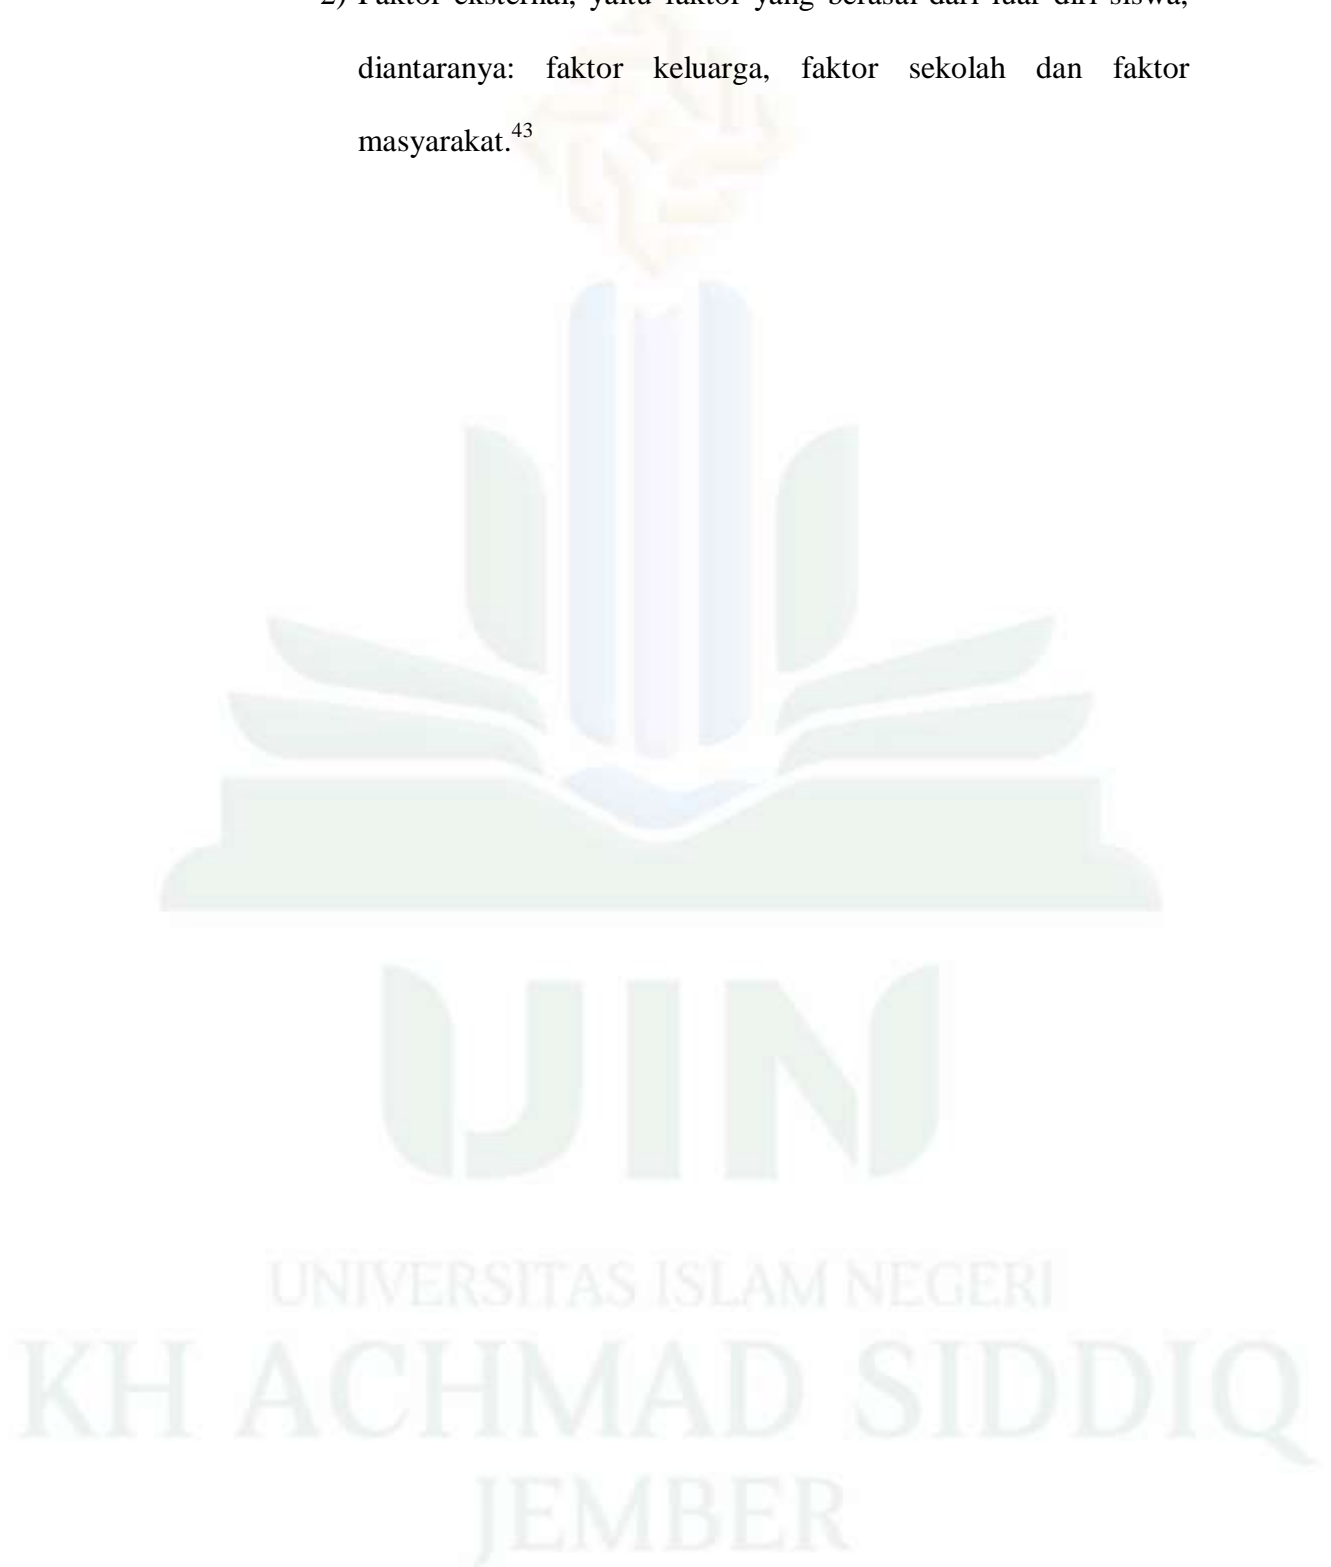 2) Faktor eksternal, yaitu faktor yang berasal dari luar diri siswa,
diantaranya: faktor keluarga, faktor sekolah dan faktor
masyarakat.43
UIN
UNIVERSITAS ISLAM NEGERI
KH ACHMAD SIDDIQ
JEMBER